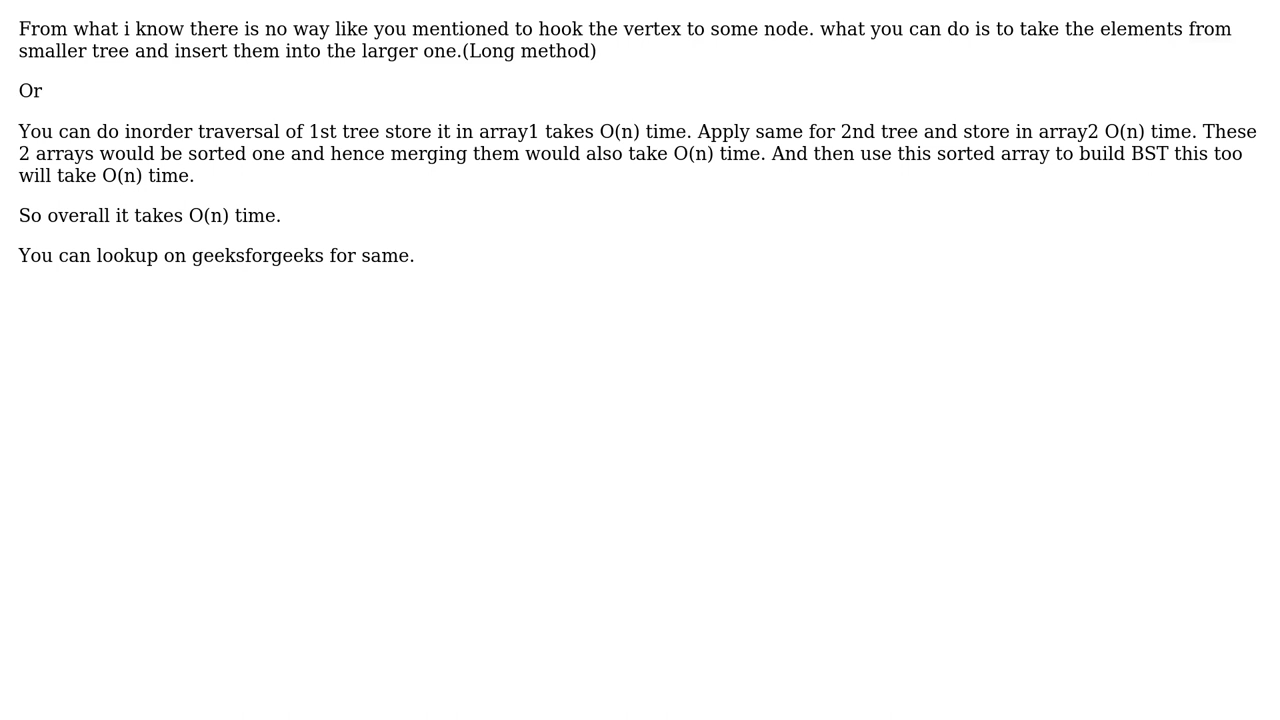 From what i know there is no way like you mentioned to hook the vertex to some node. what you can do is to take the elements from
smaller tree and insert them into the larger one.(Long method)
Or
You can do inorder traversal of 1st tree store it in array1 takes O(n) time. Apply same for 2nd tree and store in array2 O(n) time. These
2 arrays would be sorted one and hence merging them would also take O(n) time. And then use this sorted array to build BST this too
will take O(n) time.
So overall it takes O(n) time.
You can lookup on geeksforgeeks for same.